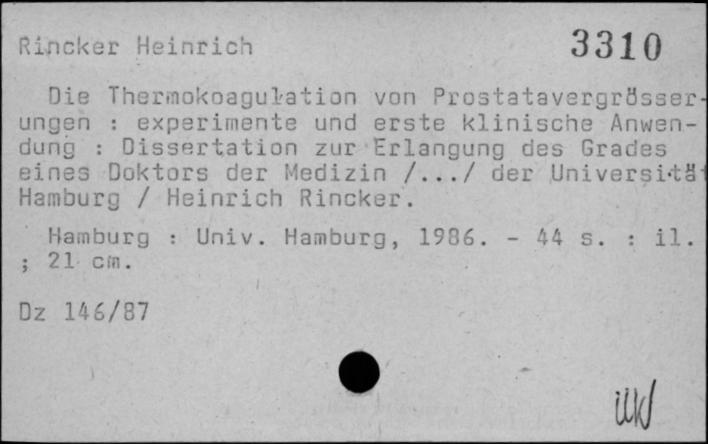 Rincker Heinrich 3310
Die Thermokoagulation von Prostatavergrösser-
ungen : experimente und erste klinische Anwen-
dung : Dissertation zur Erlangung des Grades
eines Doktors der Medizin /.../ der Universität
Hamburg / Heinrich Rincker.
Hamburg : Univ. Hamburg, 1986. - 44 s. : il.
; 21 cm.
Dz 146/87